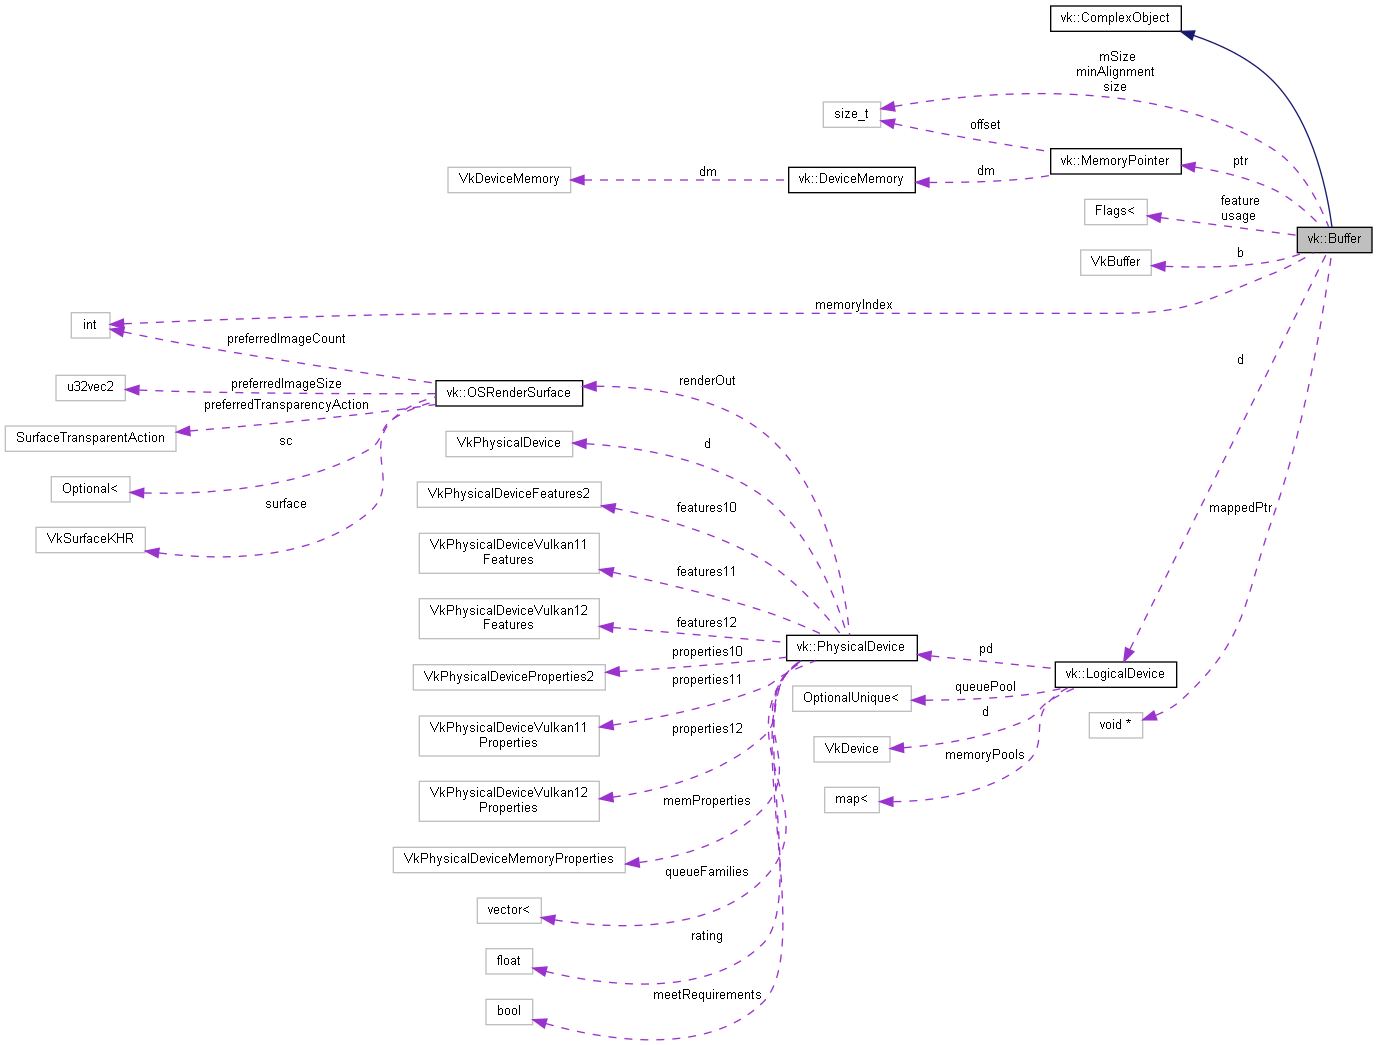 vk::ComplexObject
mSize
minAlignment
size
size_t
offset
vk::MemoryPointer
ptr
VkDeviceMemory
dm
vk::DeviceMemory
dm
Flags<
feature
usage
vk::Buffer
VkBuffer
b
memoryIndex
int
preferredImageCount
d
u32vec2
preferredImageSize
vk::OSRenderSurface
renderOut
preferredTransparencyAction
SurfaceTransparentAction
sc
VkPhysicalDevice
d
Optional<
surface
VkPhysicalDeviceFeatures2
features10
mappedPtr
VkSurfaceKHR
VkPhysicalDeviceVulkan11
Features
features11
VkPhysicalDeviceVulkan12
Features
features12
vk::PhysicalDevice
pd
properties10
VkPhysicalDeviceProperties2
properties11
vk::LogicalDevice
queuePool
OptionalUnique<
d
void *
VkPhysicalDeviceVulkan11
Properties
properties12
VkDevice
memoryPools
VkPhysicalDeviceVulkan12
Properties
memProperties
map<
VkPhysicalDeviceMemoryProperties
queueFamilies
vector<
rating
float
meetRequirements
bool